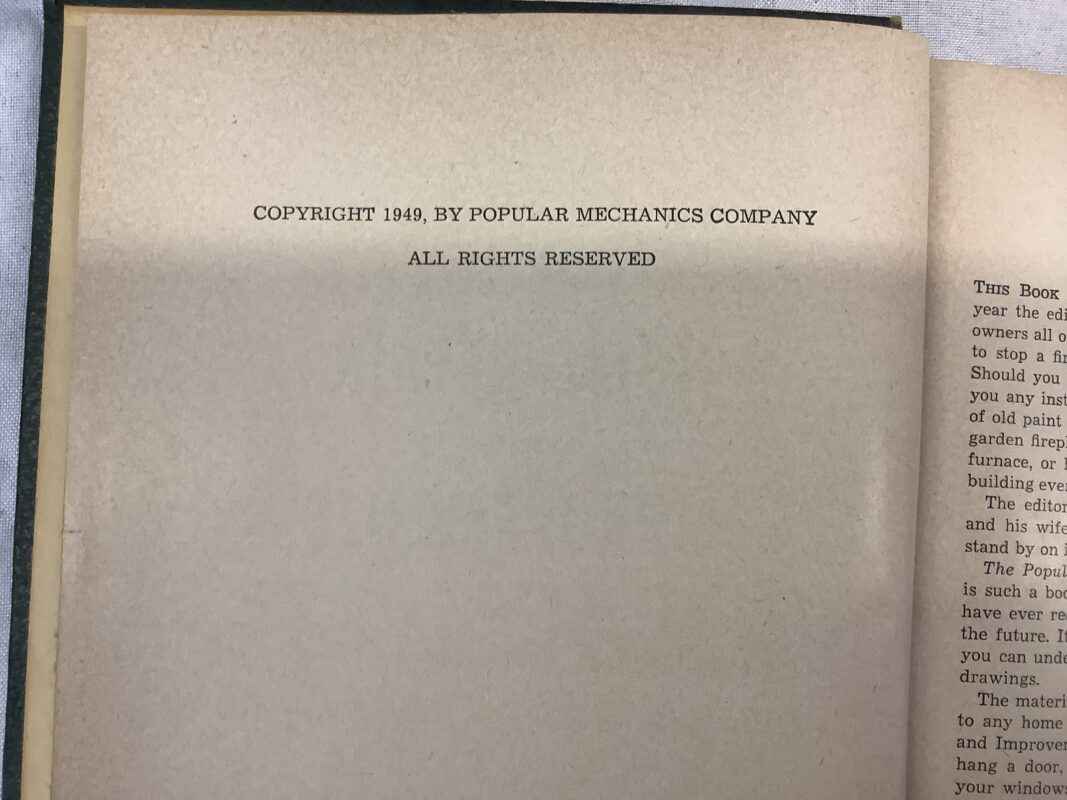 COPYRIGHT 1949, BY POPULAR MECHANICS COMPANY
ALL RIGHTS RESERVED
THIS BOOK
year the
owners all
to stop a
Should you
you any
of old paint
garden
furnace, or
building
The
and his wife
stand by on
The
is such a
have ever
the future.
you can
drawings.
The
to any home
and
hang a door.
your